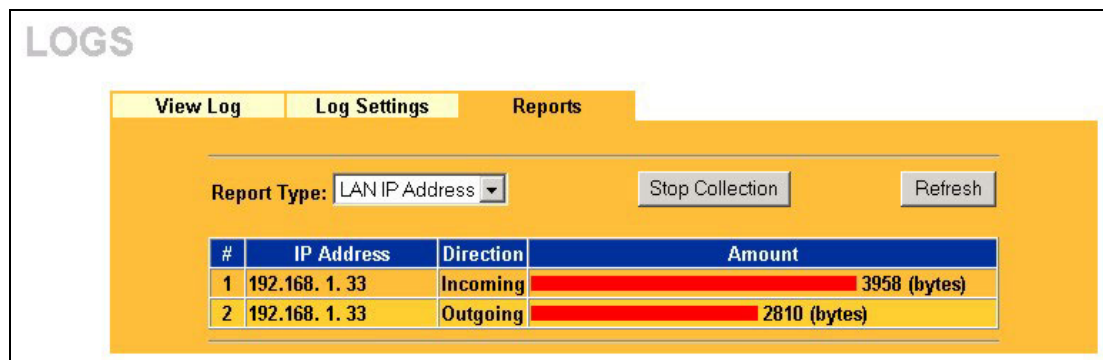 LOGS
View Log Log Settings Reports
Report Type: LAN IP Address Stop Collection Refresh
# IP Address Direction Amount
1 192.168. 1. 33 Incoming 3958 (bytes)
2 192.168. 1. 33 Outgoing 2810 (bytes)